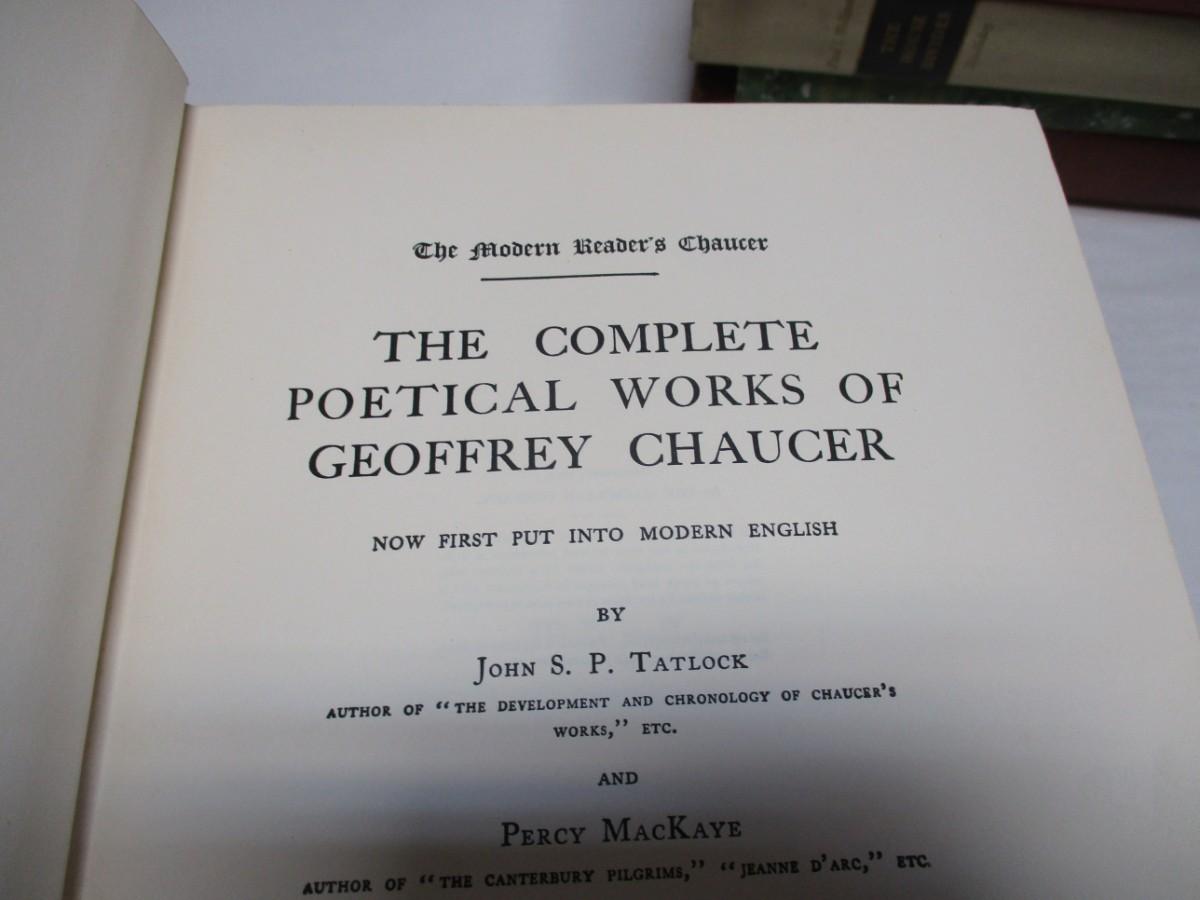 The Modern Reader's Chaucer
THE COMPLETE
POETICAL WORKS OF
GEOFFREY CHAUCER
NOW FIRST PUT INTO MODERN ENGLISH
BY
JOHN S. P. TATLOCK
AUTHOR OF "THE DEVELOPMENT AND CHRONOLOGY OF CHAUCER'S
WORKS," ETC.
AND
PERCY MACKAYE
AUTHOR OF "THE CANTERBURY PILGRIMS," "JEANNE D'ARC," ETC.
THE
HOUSE